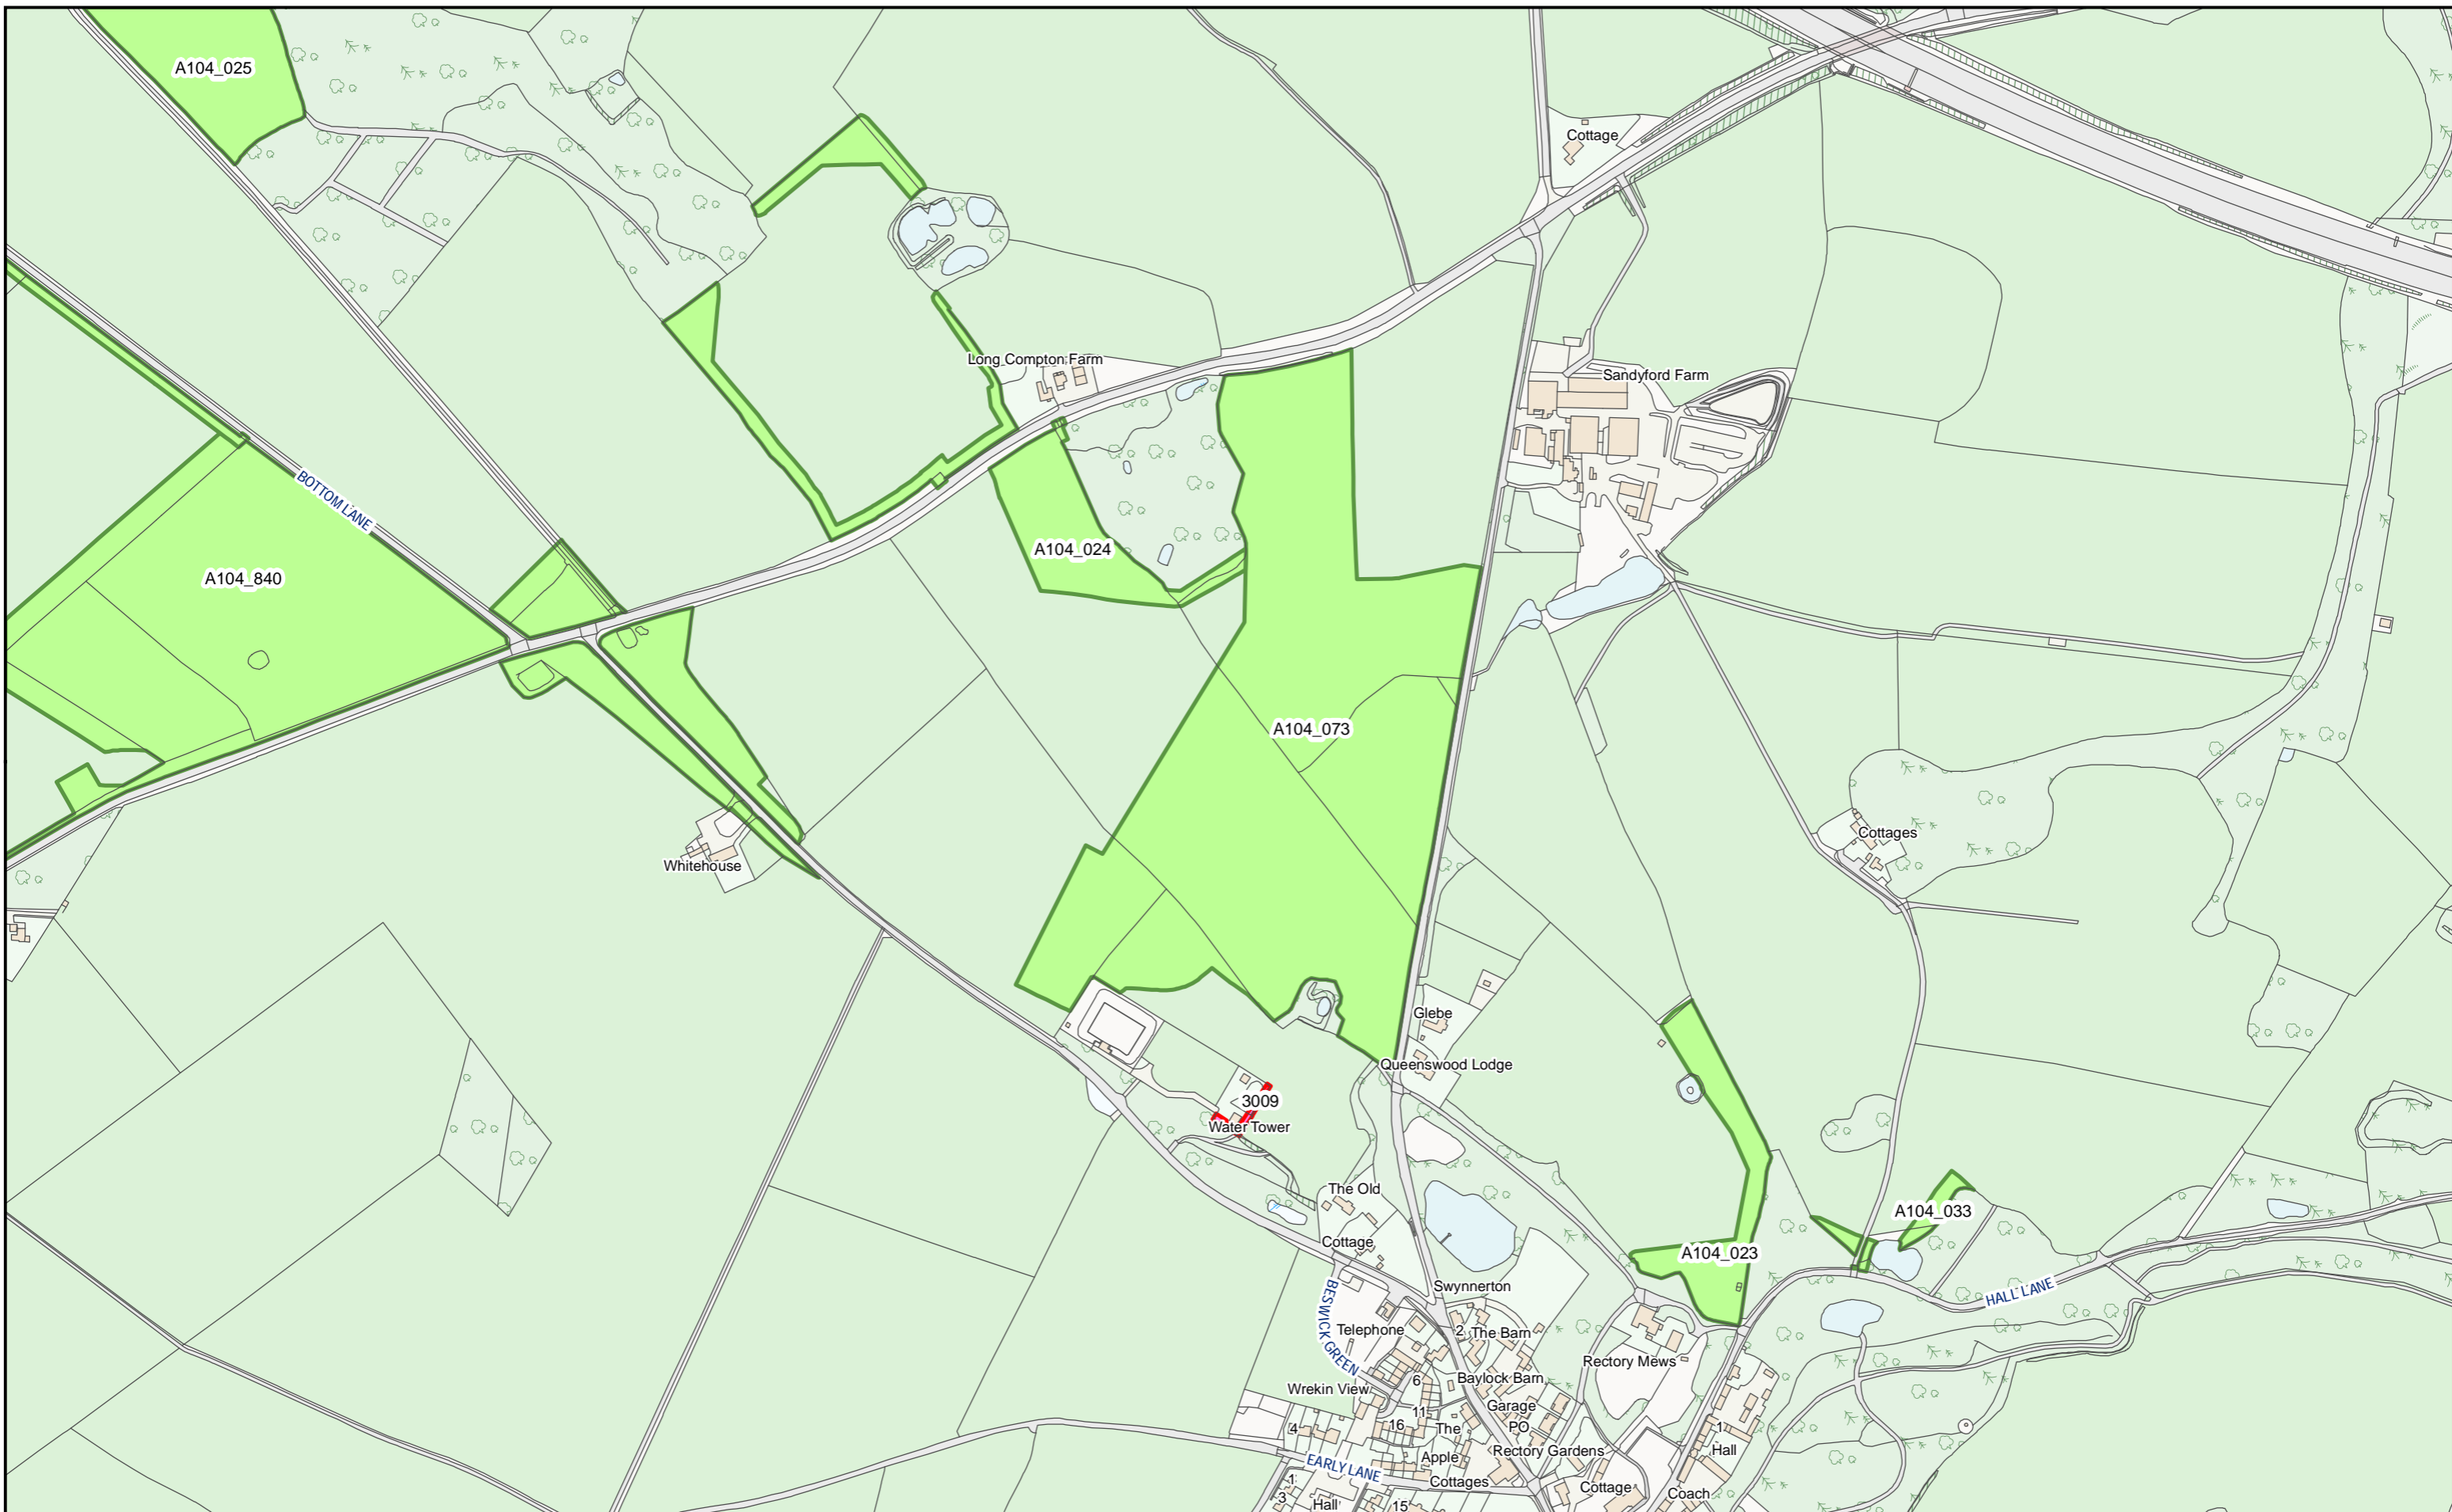 A104_025
Cottage
Long Compton Farm
Sandyford Farm
BOTTOM LANE
A104_024
A104_840
A104_073
Cottages
Whitehouse
Glebe
Queenswood Lodge
3009
Water Tower
The Old
A104_033
Cottage
A104_023
Swynnerton
HALL LANE
BESWICK GREEN
Telephone
2
The Barn
Rectory Mews
6
Baylock Barn
Wrekin View
Garage
11
4
16
The
PO
1
Hall
Rectory Gardens
Apple
EARLY LANE
1
Cottages
Cottage
Coach
3
Hall
15